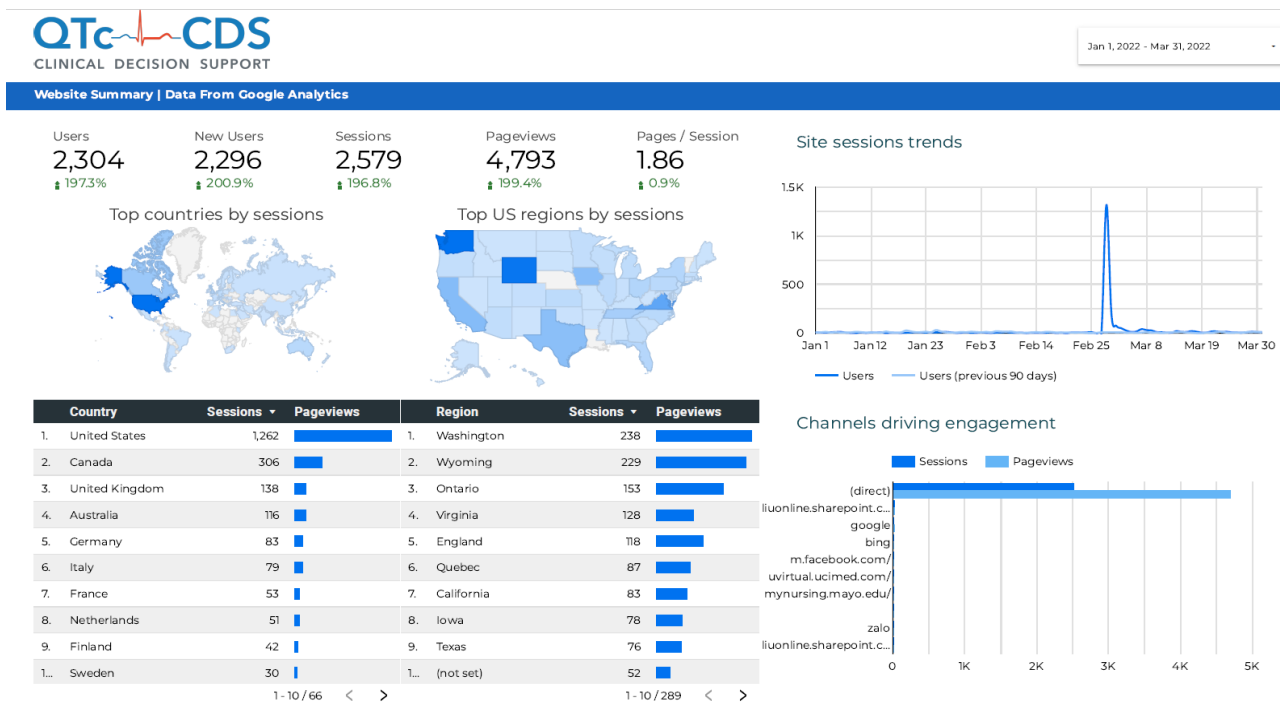 QTc CDS
CLINICAL DECISION SUPPORT
Jan 1, 2022 - Mar 31, 2022
Website Summary | Data From Google Analytics
Users
2,304
197.3%
New Users
2,296
200.9%
Sessions
2,579
196.8%
Pageviews
4,793
199.4%
Pages / Session
1.86
0.9%
Top countries by sessions
Top US regions by sessions
Country Sessions Pageviews
1. United States 1,262
2. Canada 306
3. United Kingdom 138
4. Australia 116
5. Germany 83
6. Italy 79
7. France 53
8. Netherlands 51
9. Finland 42
1... Sweden 30
1 - 10 / 66 < >
Region Sessions Pageviews
1. Washington 238
2. Wyoming 229
3. Ontario 153
4. Virginia 128
5. England 118
6. Quebec 87
7. California 83
8. Iowa 78
9. Texas 76
1... (not set) 52
1 - 10 / 289 < >
Site sessions trends
1.5K
1K
500
0
Jan 1 Jan 12 Jan 23 Feb 3 Feb 14 Feb 25 Mar 8 Mar 19 Mar 30
Users Users (previous 90 days)
Channels driving engagement
Sessions Pageviews
(direct)
liuonline.sharepoint.c...
google
bing
m.facebook.com/
uvirtual.ucimed.com/
mynursing.mayo.edu/
zalo
liuonline.sharepoint.c...
0 1K 2K 3K 4K 5K